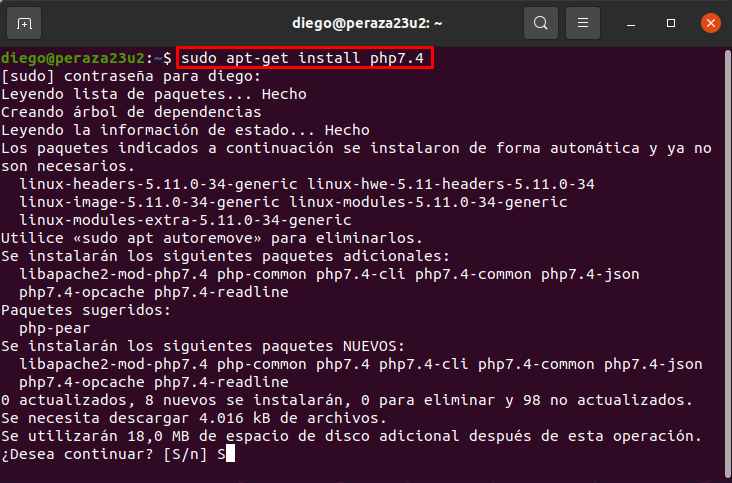 diego@peraza23u2: ~
diego@peraza23u2:~$ sudo apt-get install php7.4
[sudo] contraseña para diego:
Leyendo lista de paquetes... Hecho
Creando árbol de dependencias
Leyendo la información de estado... Hecho
Los paquetes indicados a continuación se instalaron de forma automática y ya no
son necesarios.
  linux-headers-5.11.0-34-generic linux-hwe-5.11-headers-5.11.0-34
  linux-image-5.11.0-34-generic linux-modules-5.11.0-34-generic
  linux-modules-extra-5.11.0-34-generic
Utilice «sudo apt autoremove» para eliminarlos.
Se instalarán los siguientes paquetes adicionales:
  libapache2-mod-php7.4 php-common php7.4-cli php7.4-common php7.4-json
  php7.4-opcache php7.4-readline
Paquetes sugeridos:
  php-pear
Se instalarán los siguientes paquetes NUEVOS:
  libapache2-mod-php7.4 php-common php7.4 php7.4-cli php7.4-common php7.4-json
  php7.4-opcache php7.4-readline
0 actualizados, 8 nuevos se instalarán, 0 para eliminar y 98 no actualizados.
Se necesita descargar 4.016 kB de archivos.
Se utilizarán 18,0 MB de espacio de disco adicional después de esta operación.
¿Desea continuar? [S/n] S